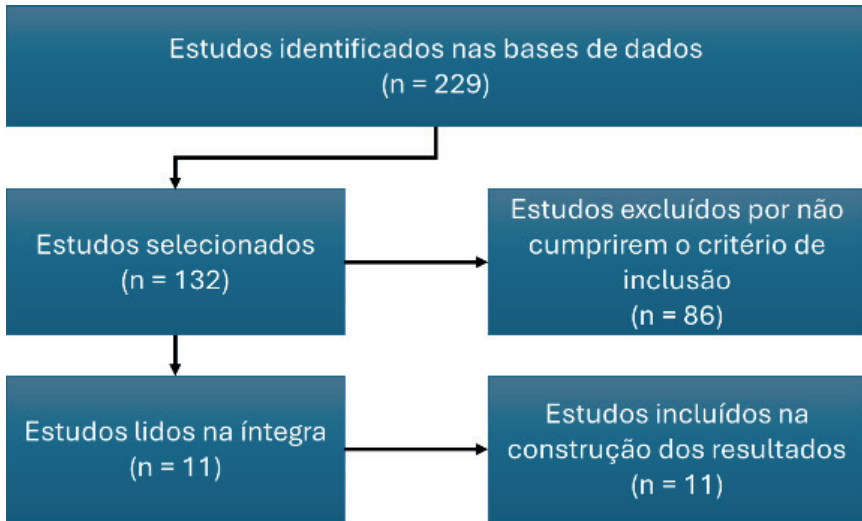 Estudos identificados nas bases de dados
(n = 229)
Estudos selecionados
(n = 132)
Estudos excluídos por não
cumprirem o critério de
inclusão
(n = 86)
Estudos lidos na íntegra
(n = 11)
Estudos incluídos na
construção dos resultados
(n = 11)